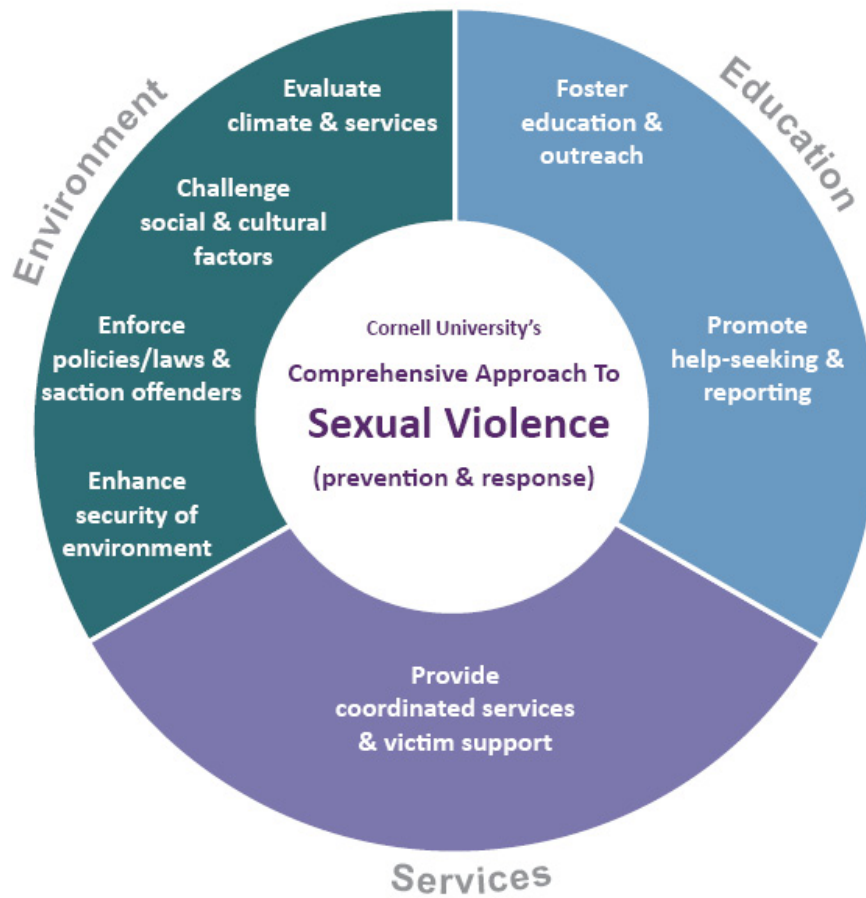 Environment
Evaluate
climate & services
Challenge
social & cultural
factors
Enforce
policies/laws &
saction offenders
Enhance
security of
environment
Education
Foster
education &
outreach
Promote
help-seeking &
reporting
Cornell University's
Comprehensive Approach To
Sexual Violence
(prevention & response)
Provide
coordinated services
& victim support
Services